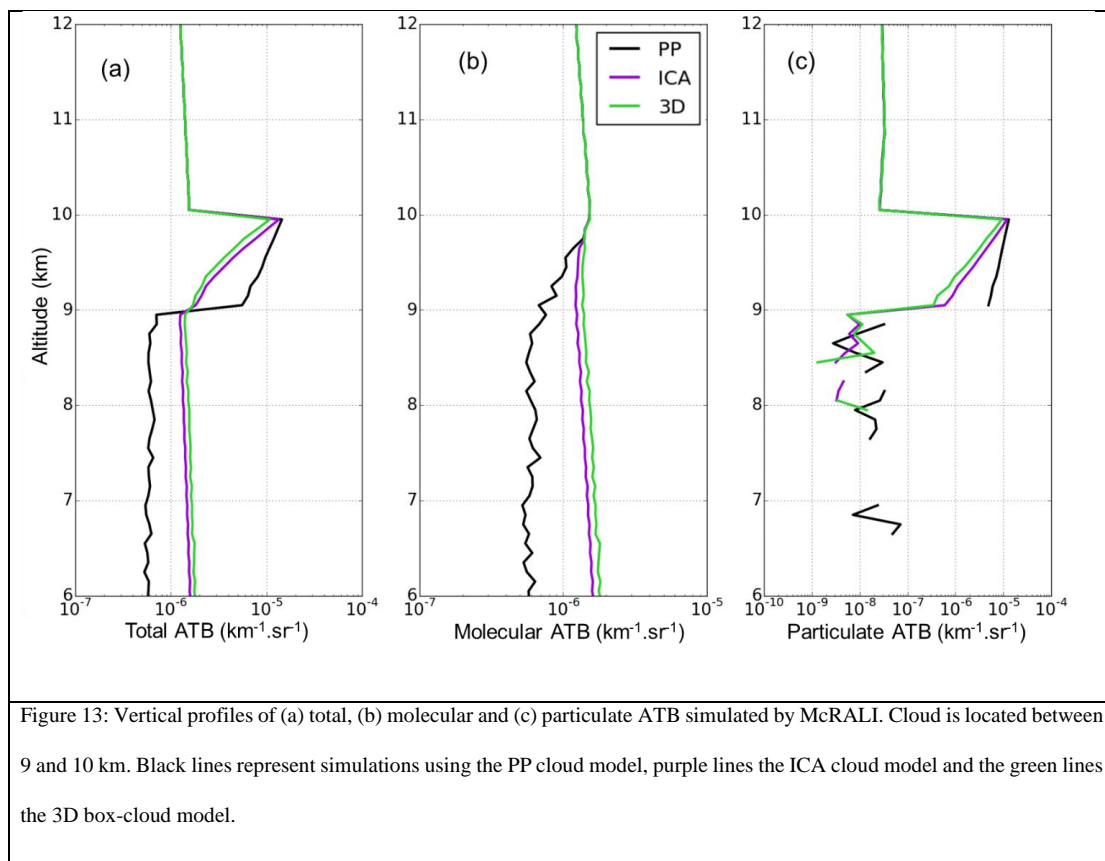 (a)
(b)
(c)
PP
ICA
3D
12
11
10
9
8
7
6
Altitude (km)
10⁻⁷ 10⁻⁶ 10⁻⁵ 10⁻⁴
Total ATB (km⁻¹.sr⁻¹)
12
11
10
9
8
7
6
10⁻⁷ 10⁻⁶ 10⁻⁵
Molecular ATB (km⁻¹.sr⁻¹)
12
11
10
9
8
7
6
10⁻¹⁰ 10⁻⁹ 10⁻⁸ 10⁻⁷ 10⁻⁶ 10⁻⁵ 10⁻⁴
Particulate ATB (km⁻¹.sr⁻¹)
Figure 13: Vertical profiles of (a) total, (b) molecular and (c) particulate ATB simulated by McRALI. Cloud is located between
9 and 10 km. Black lines represent simulations using the PP cloud model, purple lines the ICA cloud model and the green lines
the 3D box-cloud model.